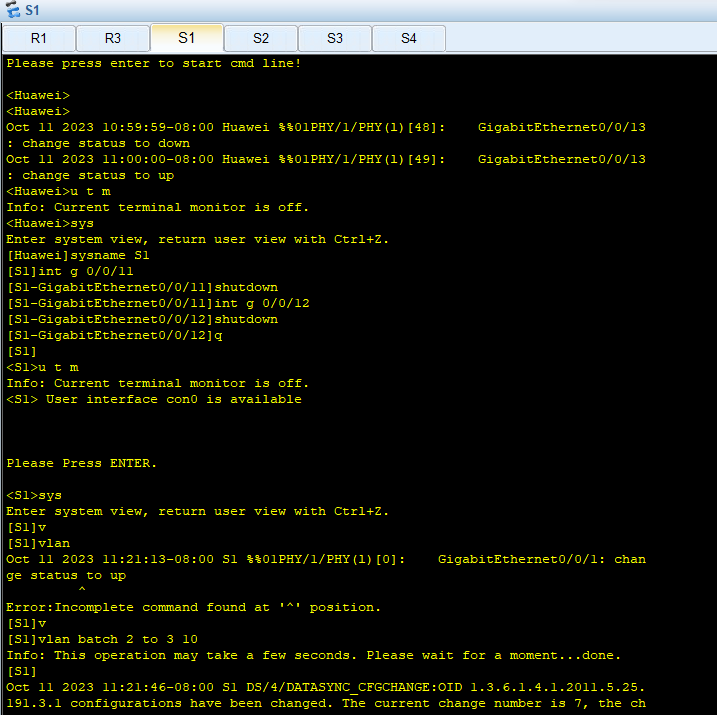 S1
R1 R3 S1 S2 S3 S4
Please press enter to start cmd line!
<Huawei>
<Huawei>
Oct 11 2023 10:59:59-08:00 Huawei %%01PHY/1/PHY(l)[48]:    GigabitEthernet0/0/13
: change status to down
Oct 11 2023 11:00:00-08:00 Huawei %%01PHY/1/PHY(l)[49]:    GigabitEthernet0/0/13
: change status to up
<Huawei>u t m
Info: Current terminal monitor is off.
<Huawei>sys
Enter system view, return user view with Ctrl+Z.
[Huawei]sysname S1
[S1]int g 0/0/11
[S1-GigabitEthernet0/0/11]shutdown
[S1-GigabitEthernet0/0/11]int g 0/0/12
[S1-GigabitEthernet0/0/12]shutdown
[S1-GigabitEthernet0/0/12]q
[S1]
<S1>u t m
Info: Current terminal monitor is off.
<S1> User interface con0 is available
Please Press ENTER.
<S1>sys
Enter system view, return user view with Ctrl+Z.
[S1]v
[S1]vlan
Oct 11 2023 11:21:13-08:00 S1 %%01PHY/1/PHY(l)[0]:    GigabitEthernet0/0/1: chan
ge status to up
^
Error:Incomplete command found at '^' position.
[S1]v
[S1]vlan batch 2 to 3 10
Info: This operation may take a few seconds. Please wait for a moment...done.
[S1]
Oct 11 2023 11:21:46-08:00 S1 DS/4/DATASYNC_CFGCHANGE:OID 1.3.6.1.4.1.2011.5.25.
191.3.1 configurations have been changed. The current change number is 7, the ch